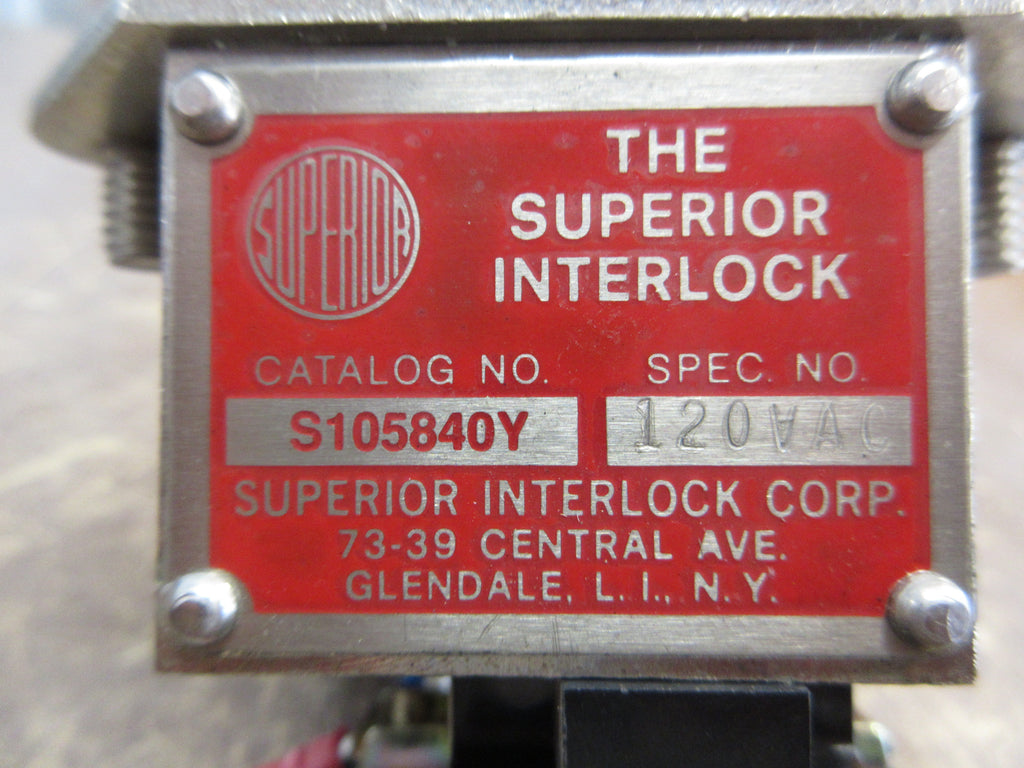 SUPERIOR
THE
SUPERIOR
INTERLOCK
CATALOG NO. SPEC. NO.
S105840Y 120VAC
SUPERIOR INTERLOCK CORP.
73-39 CENTRAL AVE.
GLENDALE, L. I., N. Y.